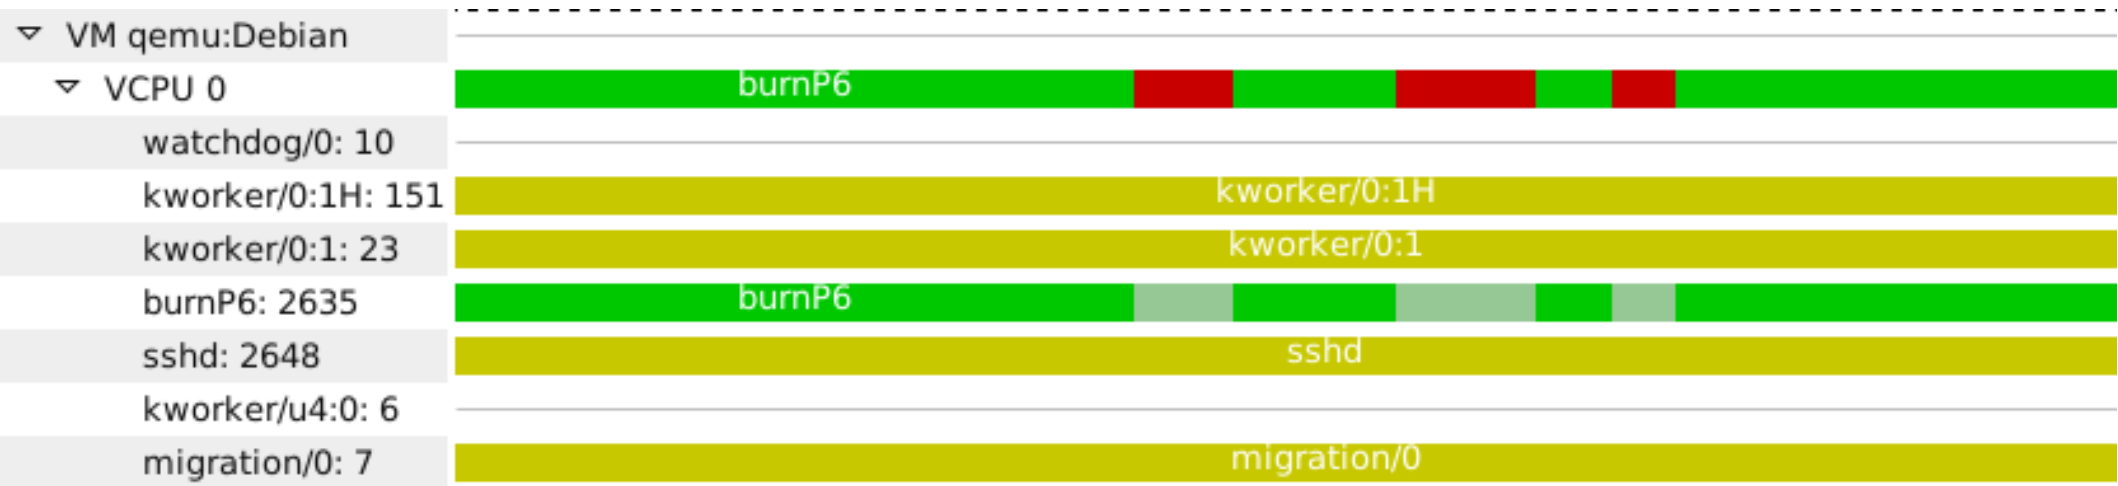 VM qemu:Debian
VCPU 0 burnP6
watchdog/0: 10
kworker/0:1H: 151 kworker/0:1H
kworker/0:1: 23 kworker/0:1
burnP6: 2635 burnP6
sshd: 2648 sshd
kworker/u4:0: 6
migration/0: 7 migration/0